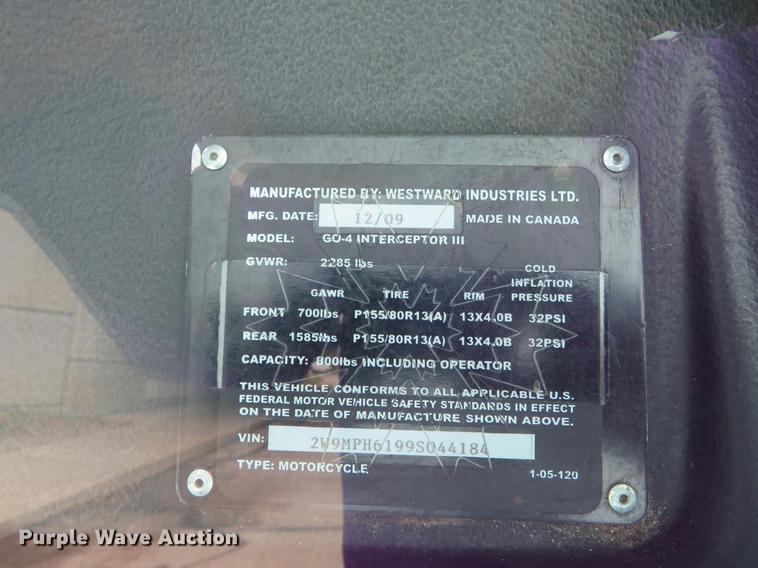 MANUFACTURED BY: WESTWARD INDUSTRIES LTD.
MFG. DATE: 12/09 MADE IN CANADA
MODEL: GO-4 INTERCEPTOR III
GVWR: 2285 lbs
GAWR TIRE RIM COLD INFLATION PRESSURE
FRONT 700lbs P155/80R13(A) 13X4.0B 32PSI
REAR 1585lbs P155/80R13(A) 13X4.0B 32PSI
CAPACITY: 800lbs INCLUDING OPERATOR
THIS VEHICLE CONFORMS TO ALL APPLICABLE U.S.
FEDERAL MOTOR VEHICLE SAFETY STANDARDS IN EFFECT
ON THE DATE OF MANUFACTURE SHOWN ABOVE.
VIN: 2W9MPH6199S044184
TYPE: MOTORCYCLE 1-05-120
Purple Wave Auction